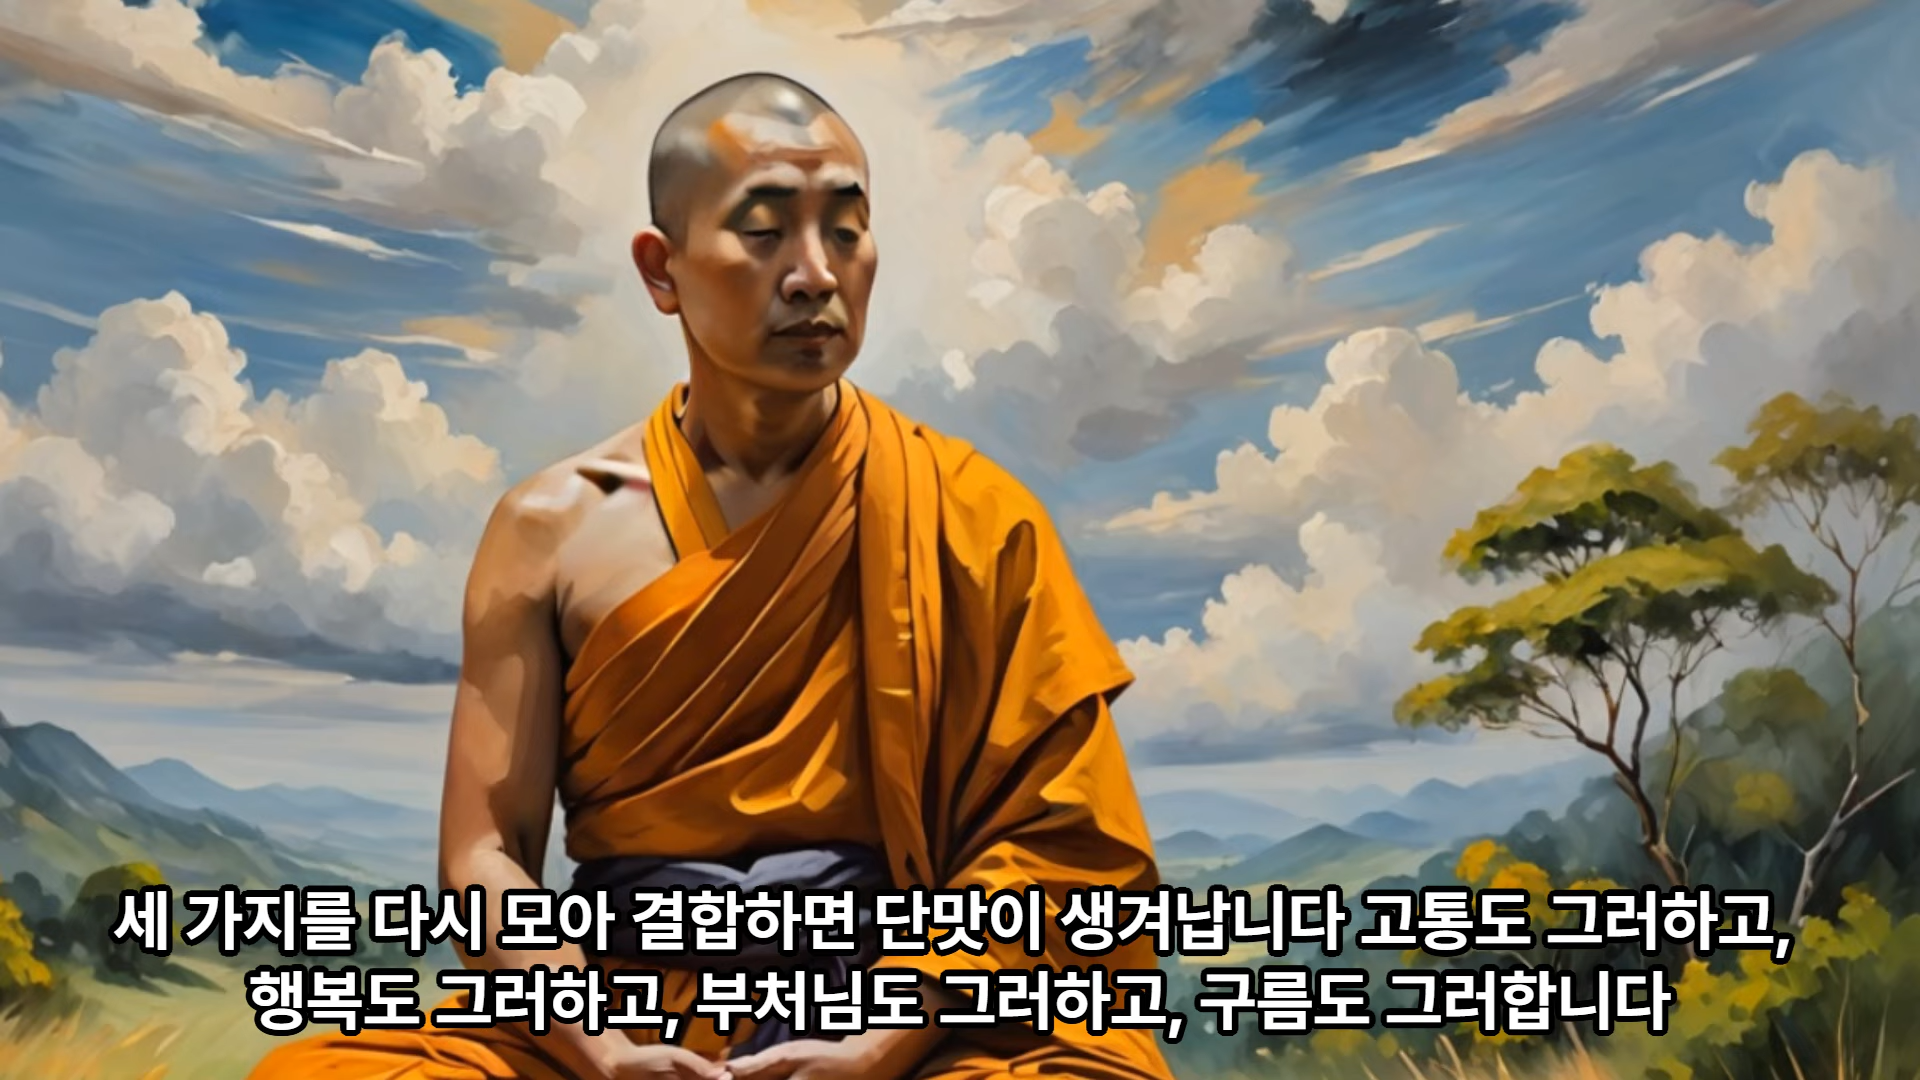 세 가지를 다시 모아 결합하면 단맛이 생겨납니다 고통도 그러하고,
행복도 그러하고, 부처님도 그러하고, 구름도 그러합니다